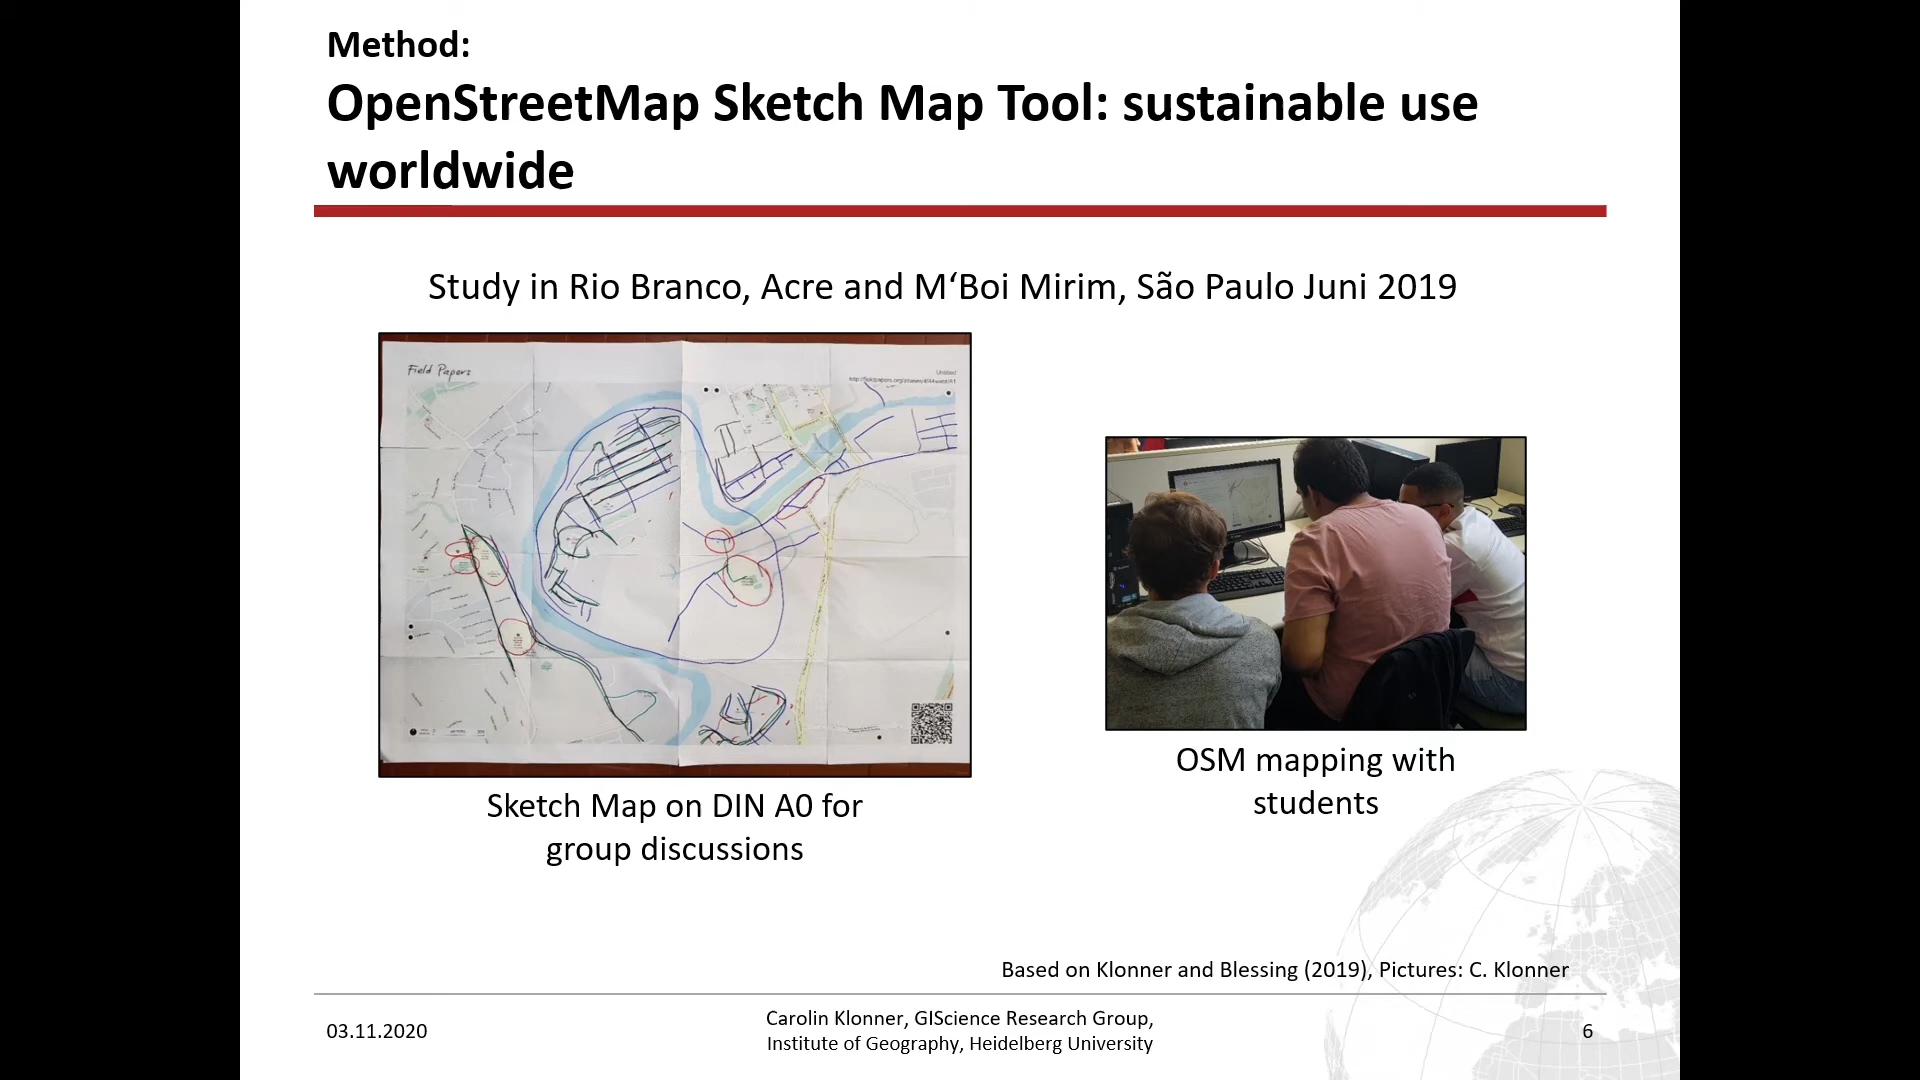 Method:
OpenStreetMap Sketch Map Tool: sustainable use
worldwide
Study in Rio Branco, Acre and M‘Boi Mirim, São Paulo Juni 2019
Field Papers
Untitled
Sketch Map on DIN A0 for
group discussions
OSM mapping with
students
Based on Klonner and Blessing (2019), Pictures: C. Klonner
03.11.2020
Carolin Klonner, GIScience Research Group,
Institute of Geography, Heidelberg University
6